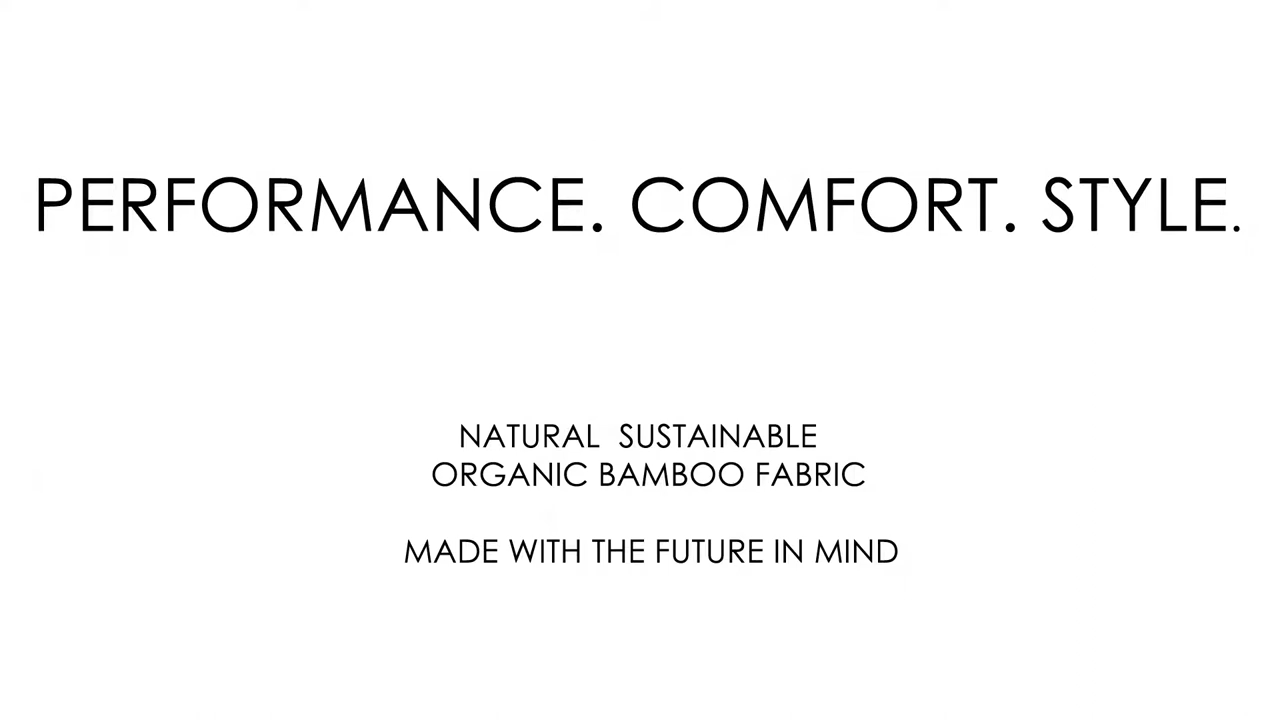 PERFORMANCE. COMFORT. STYLE.
NATURAL SUSTAINABLE
ORGANIC BAMBOO FABRIC
MADE WITH THE FUTURE IN MIND